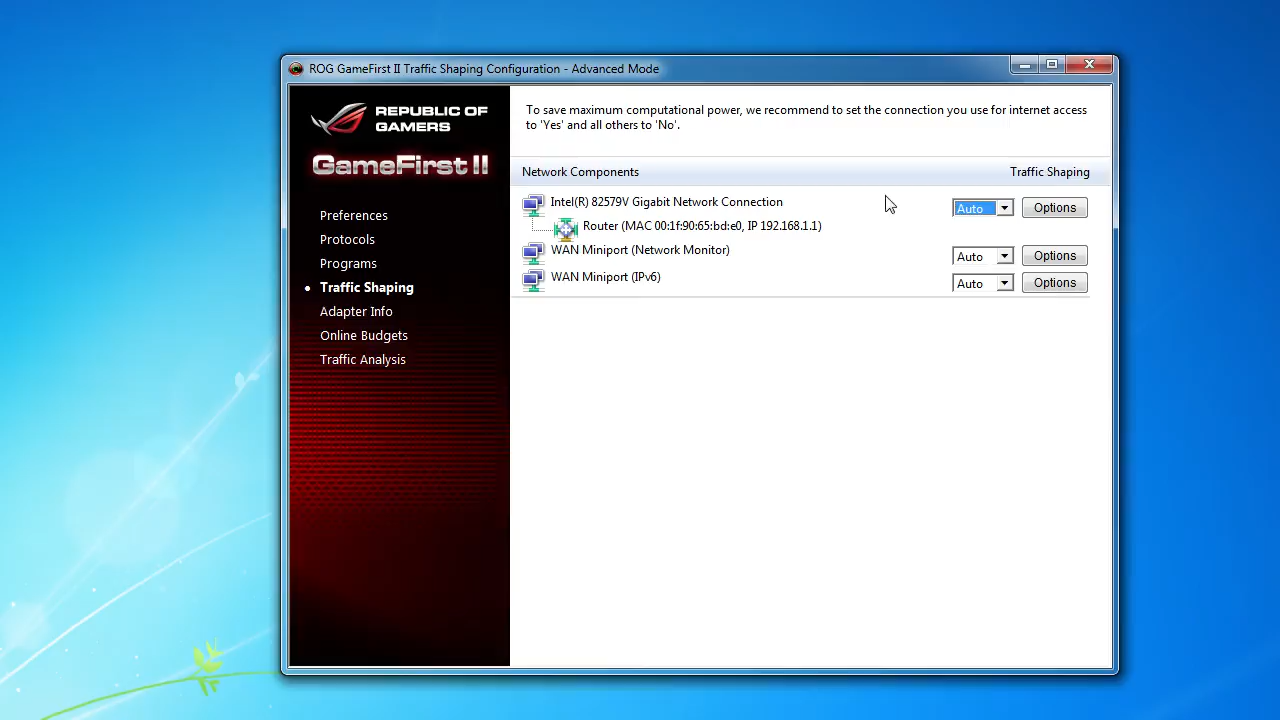 ROG GameFirst II Traffic Shaping Configuration - Advanced Mode
REPUBLIC OF
GAMERS
GameFirst II
Preferences
Protocols
Programs
Traffic Shaping
Adapter Info
Online Budgets
Traffic Analysis
To save maximum computational power, we recommend to set the connection you use for internet access
to 'Yes' and all others to 'No'.
Network Components Traffic Shaping
Intel(R) 82579V Gigabit Network Connection Auto Options
Router (MAC 00:1f:90:65:bd:e0, IP 192.168.1.1)
WAN Miniport (Network Monitor) Auto Options
WAN Miniport (IPv6) Auto Options